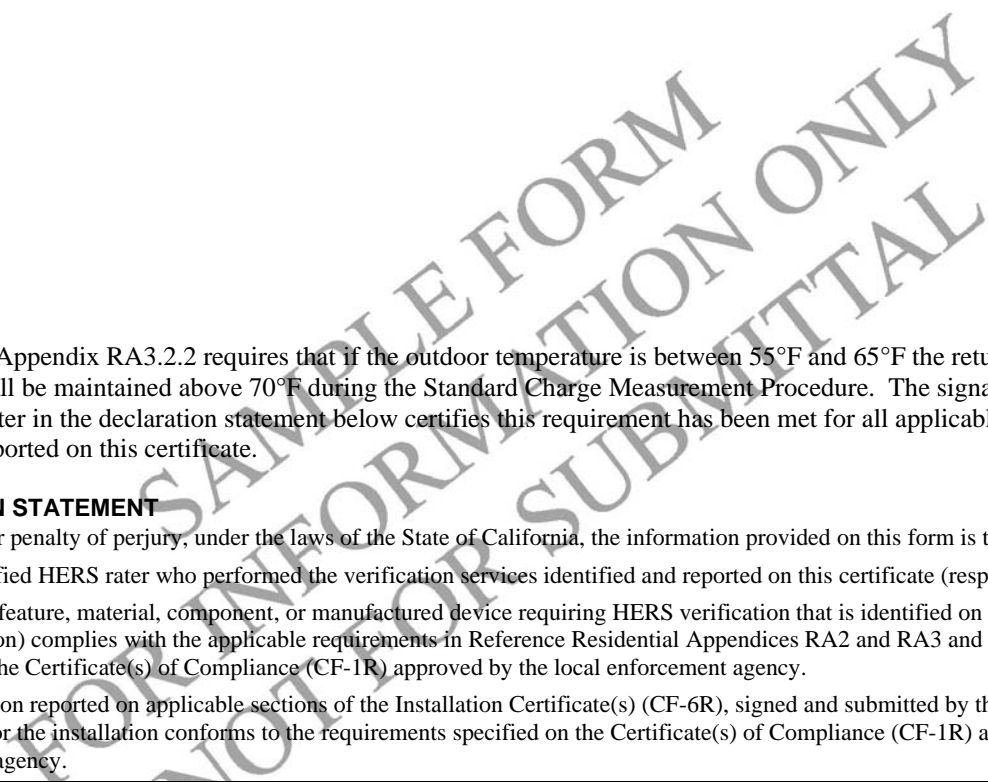 SAMPLE FORM
FOR INFORMATION ONLY
NOT FOR SUBMITTAL
Appendix RA3.2.2 requires that if the outdoor temperature is between 55°F and 65°F the retu
ll be maintained above 70°F during the Standard Charge Measurement Procedure. The signa
ter in the declaration statement below certifies this requirement has been met for all applicabl
ported on this certificate.
N STATEMENT
r penalty of perjury, under the laws of the State of California, the information provided on this form is t
fied HERS rater who performed the verification services identified and reported on this certificate (resp
feature, material, component, or manufactured device requiring HERS verification that is identified on
on) complies with the applicable requirements in Reference Residential Appendices RA2 and RA3 and
he Certificate(s) of Compliance (CF-1R) approved by the local enforcement agency.
on reported on applicable sections of the Installation Certificate(s) (CF-6R), signed and submitted by th
or the installation conforms to the requirements specified on the Certificate(s) of Compliance (CF-1R) a
agency.